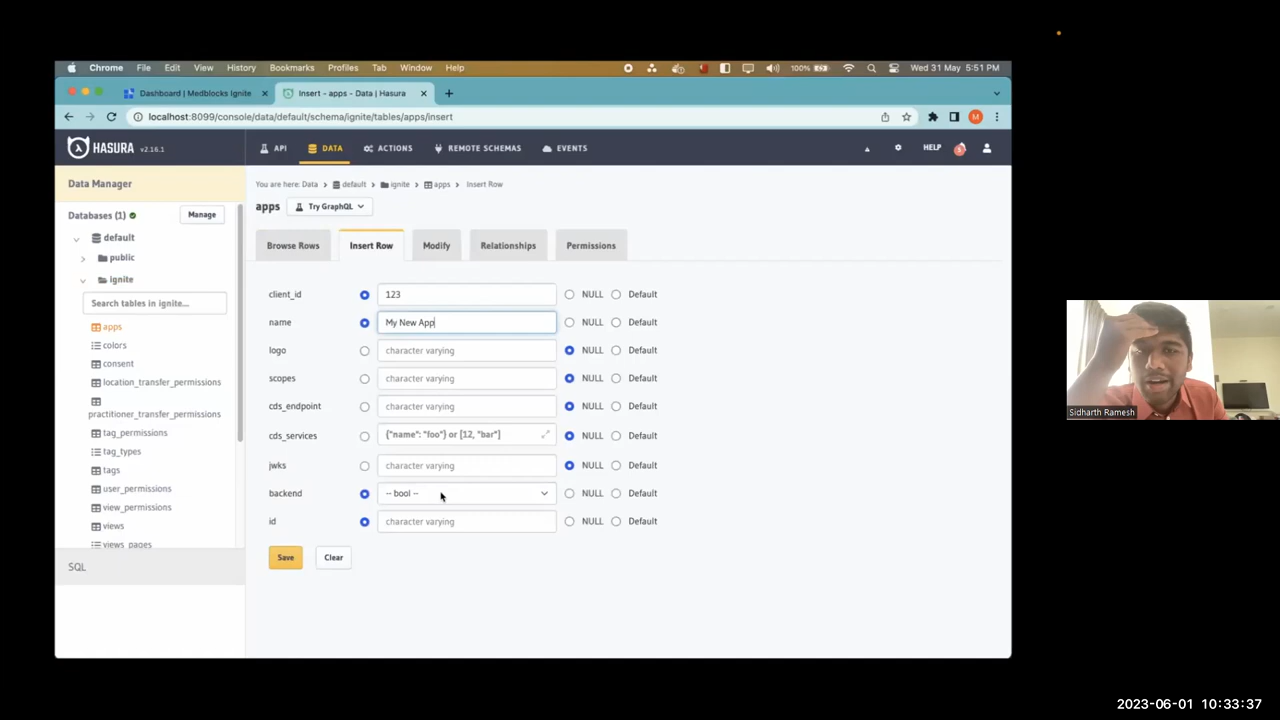 Chrome File Edit View History Bookmarks Profiles Tab Window Help 100% Wed 31 May 5:51 PM
Dashboard | Medblocks Ignite × Insert - apps - Data | Hasura × +
localhost:8099/console/data/default/schema/ignite/tables/apps/insert M
HASURA v2.16.1 API DATA ACTIONS REMOTE SCHEMAS EVENTS HELP
Data Manager
Databases (1) Manage
default
public
ignite
Search tables in ignite...
apps
colors
consent
location_transfer_permissions
practitioner_transfer_permissions
tag_permissions
tag_types
tags
user_permissions
view_permissions
views
views_pages
SQL
You are here: Data > default > ignite > apps > Insert Row
apps Try GraphQL
Browse Rows Insert Row Modify Relationships Permissions
client_id 123 NULL Default
name My New App NULL Default
logo character varying NULL Default
scopes character varying NULL Default
cds_endpoint character varying NULL Default
cds_services {"name": "foo"} or [12, "bar"] NULL Default
jwks character varying NULL Default
backend -- bool -- NULL Default
id character varying NULL Default
Save Clear
Sidharth Ramesh
2023-06-01 10:33:37